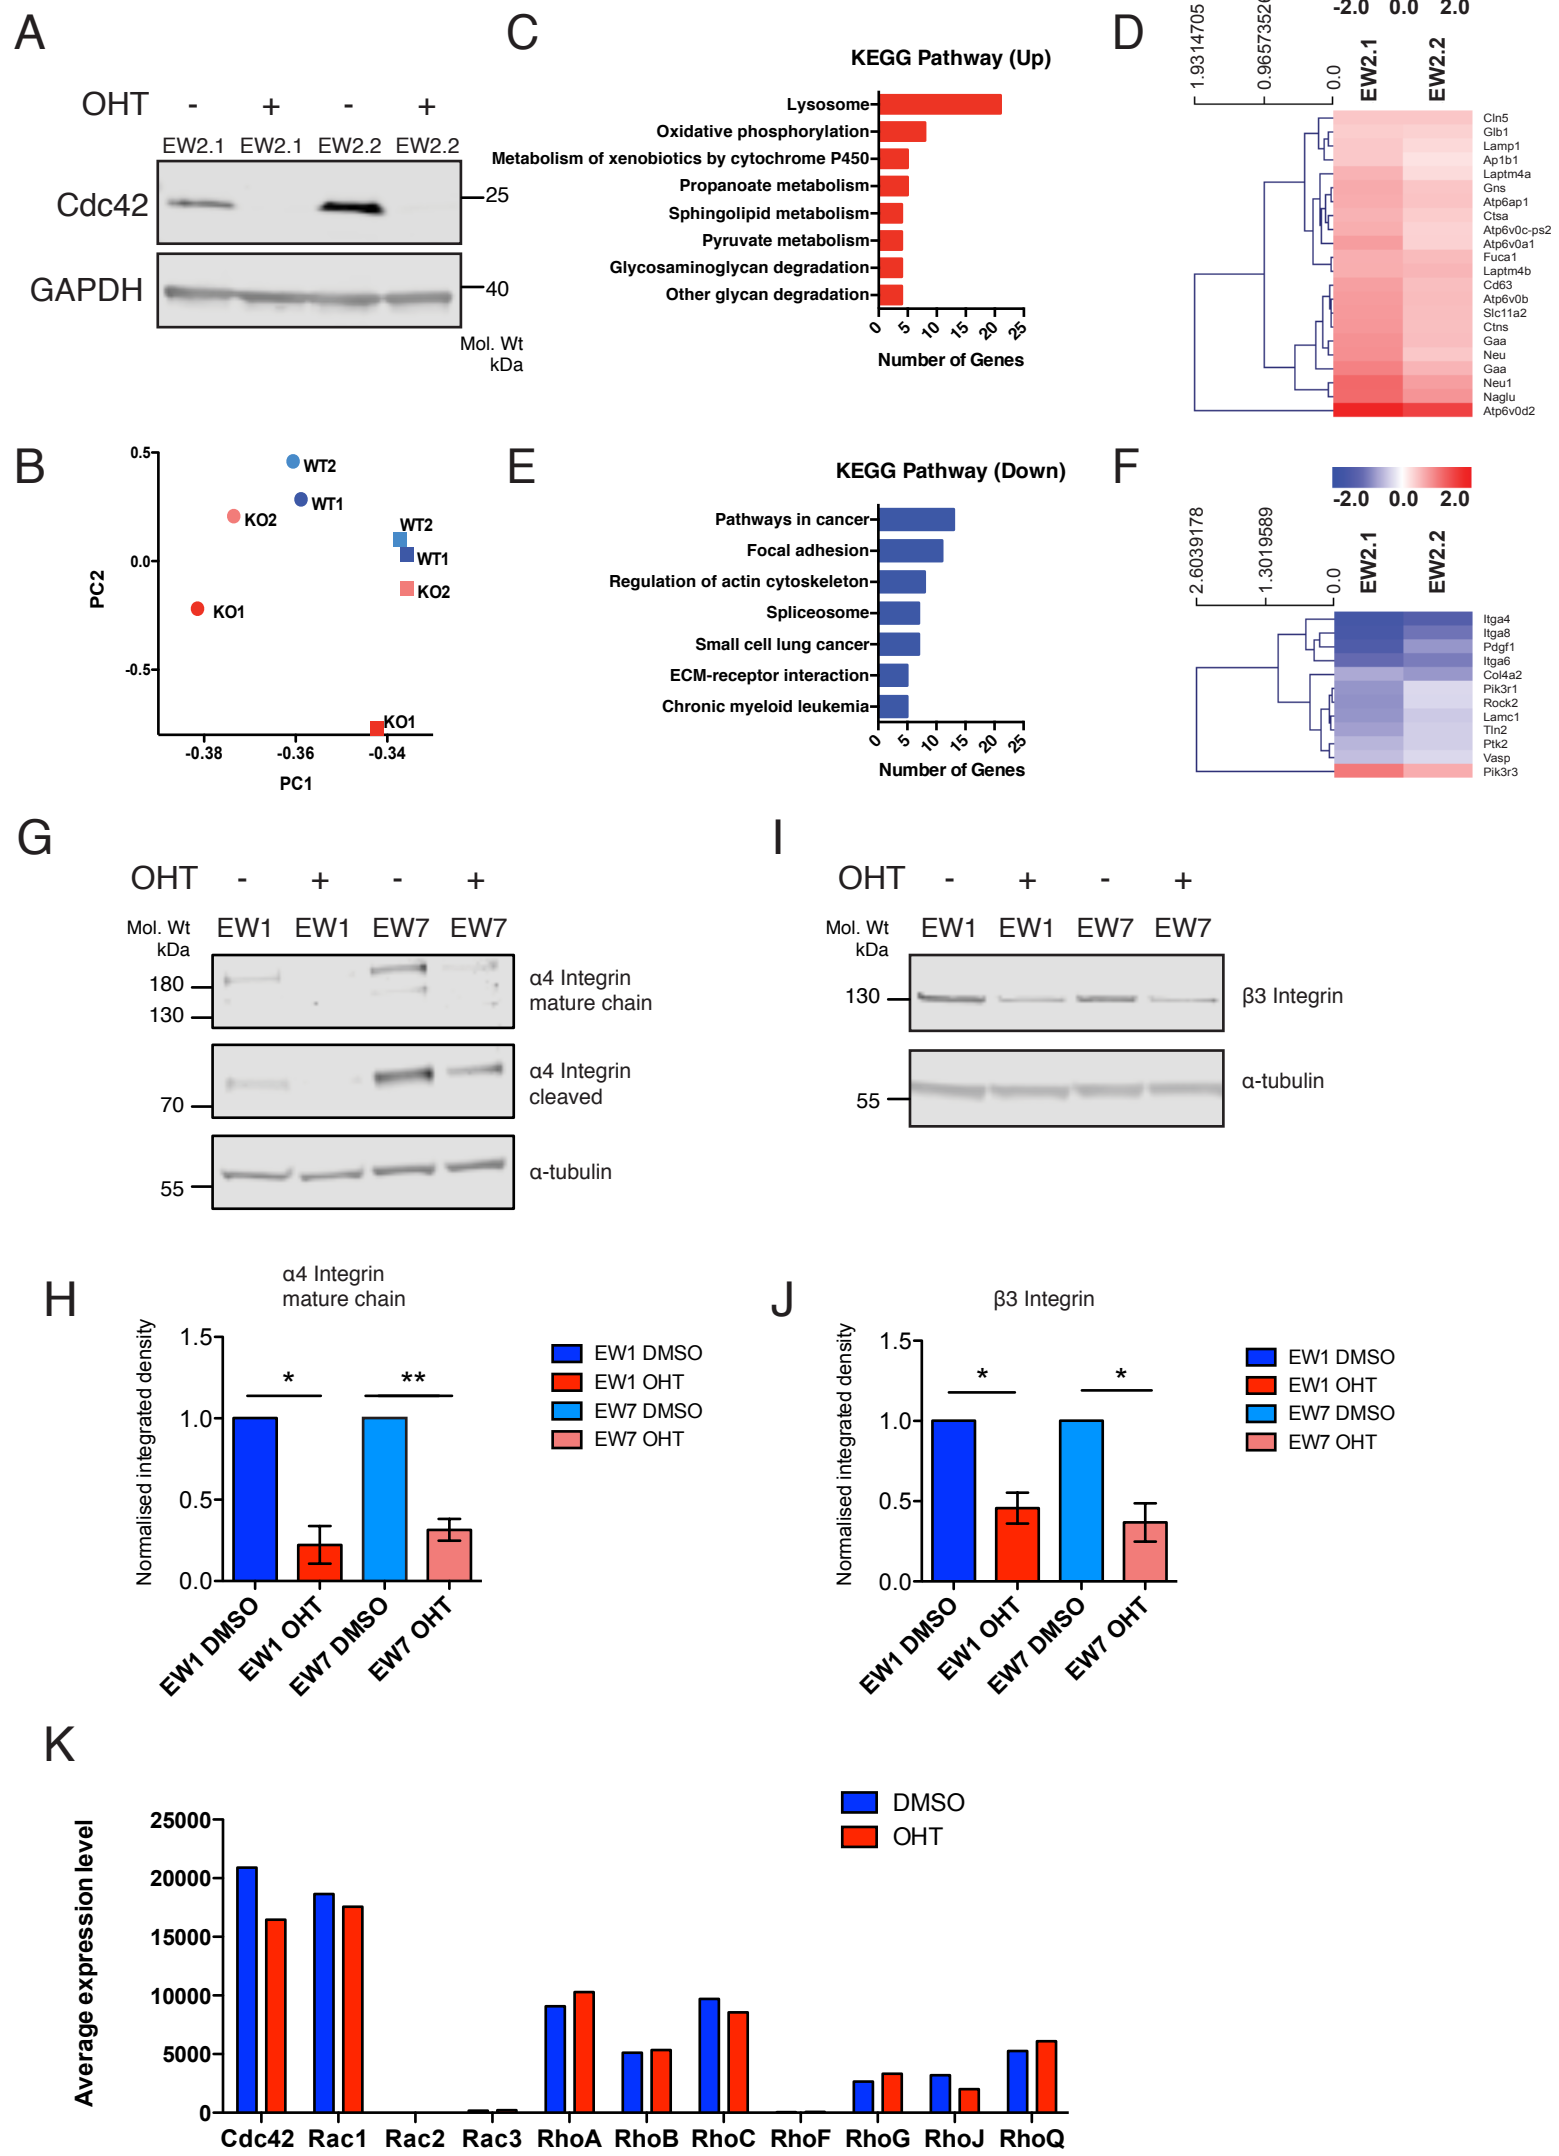 A
OHT - + - +
EW2.1 EW2.1 EW2.2 EW2.2
Cdc42
25
GAPDH
40
Mol. Wt
kDa
B
PC2
0.5
0.0
-0.5
WT2
WT1
KO2
WT2
WT1
KO2
KO1
KO1
-0.38 -0.36 -0.34
PC1
C
KEGG Pathway (Up)
Lysosome
Oxidative phosphorylation
Metabolism of xenobiotics by cytochrome P450
Propanoate metabolism
Sphingolipid metabolism
Pyruvate metabolism
Glycosaminoglycan degradation
Other glycan degradation
0 5 10 15 20 25
Number of Genes
D
-2.0 0.0 2.0
1.9314705
0.0
EW2.1
EW2.2
Cln5
Glb1
Lamp1
Ap1b1
Laptm4a
Gns
Atp6ap1
Ctsa
Atp6v0c-ps2
Atp6v0a1
Fuca1
Laptm4b
Cd63
Atp6v0b
Slc11a2
Ctns
Gaa
Neu
Gaa
Neu1
Naglu
Atp6v0d2
E
KEGG Pathway (Down)
Pathways in cancer
Focal adhesion
Regulation of actin cytoskeleton
Spliceosome
Small cell lung cancer
ECM-receptor interaction
Chronic myeloid leukemia
0 5 10 15 20 25
Number of Genes
F
-2.0 0.0 2.0
2.6039178
1.3019589
0.0
EW2.1
EW2.2
Itga4
Itga8
Pdgf1
Itga6
Col4a2
Pik3r1
Rock2
Lamc1
Tln2
Ptk2
Vasp
Pik3r3
G
OHT - + - +
Mol. Wt
kDa
EW1 EW1 EW7 EW7
180
130
α4 Integrin
mature chain
α4 Integrin
cleaved
70
α-tubulin
55
I
OHT - + - +
Mol. Wt
kDa
EW1 EW1 EW7 EW7
130
β3 Integrin
α-tubulin
55
H
α4 Integrin
mature chain
Normalised integrated density
1.5
1.0
0.5
0.0
* **
EW1 DMSO
EW1 OHT
EW7 DMSO
EW7 OHT
EW1 DMSO
EW1 OHT
EW7 DMSO
EW7 OHT
J
β3 Integrin
Normalised integrated density
1.5
1.0
0.5
0.0
* *
EW1 DMSO
EW1 OHT
EW7 DMSO
EW7 OHT
EW1 DMSO
EW1 OHT
EW7 DMSO
EW7 OHT
K
DMSO
OHT
Average expression level
25000
20000
15000
10000
5000
0
Cdc42 Rac1 Rac2 Rac3 RhoA RhoB RhoC RhoF RhoG RhoJ RhoQ